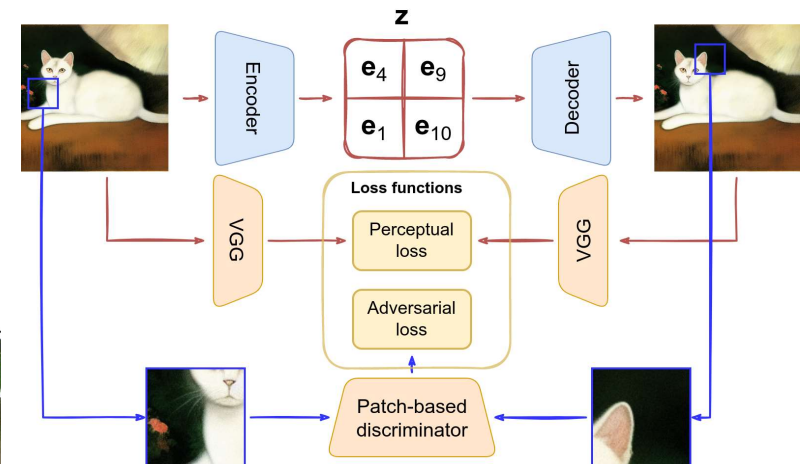 z
Encoder
e4 e9
e1 e10
Decoder
Loss functions
VGG
Perceptual
loss
VGG
Adversarial
loss
Patch-based
discriminator